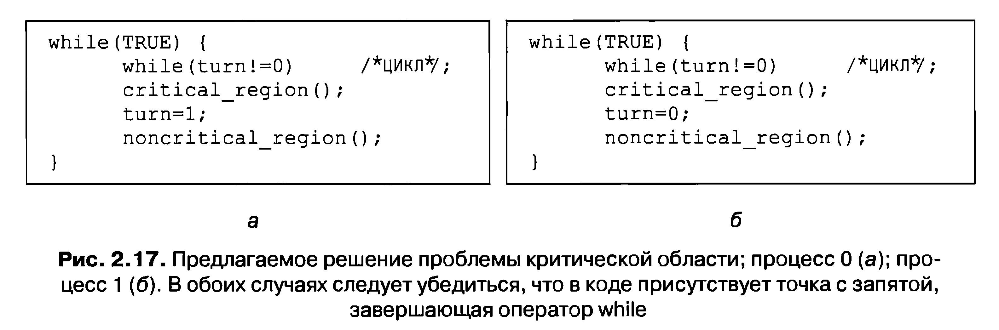 while(TRUE) {
while(turn!=0) /*цикл*/;
critical_region();
turn=1;
noncritical_region();
}
while(TRUE) {
while(turn!=0) /*цикл*/;
critical_region();
turn=0;
noncritical_region();
}
а
б
Рис. 2.17. Предлагаемое решение проблемы критической области; процесс 0 (а); про-
цесс 1 (б). В обоих случаях следует убедиться, что в коде присутствует точка с запятой,
завершающая оператор while